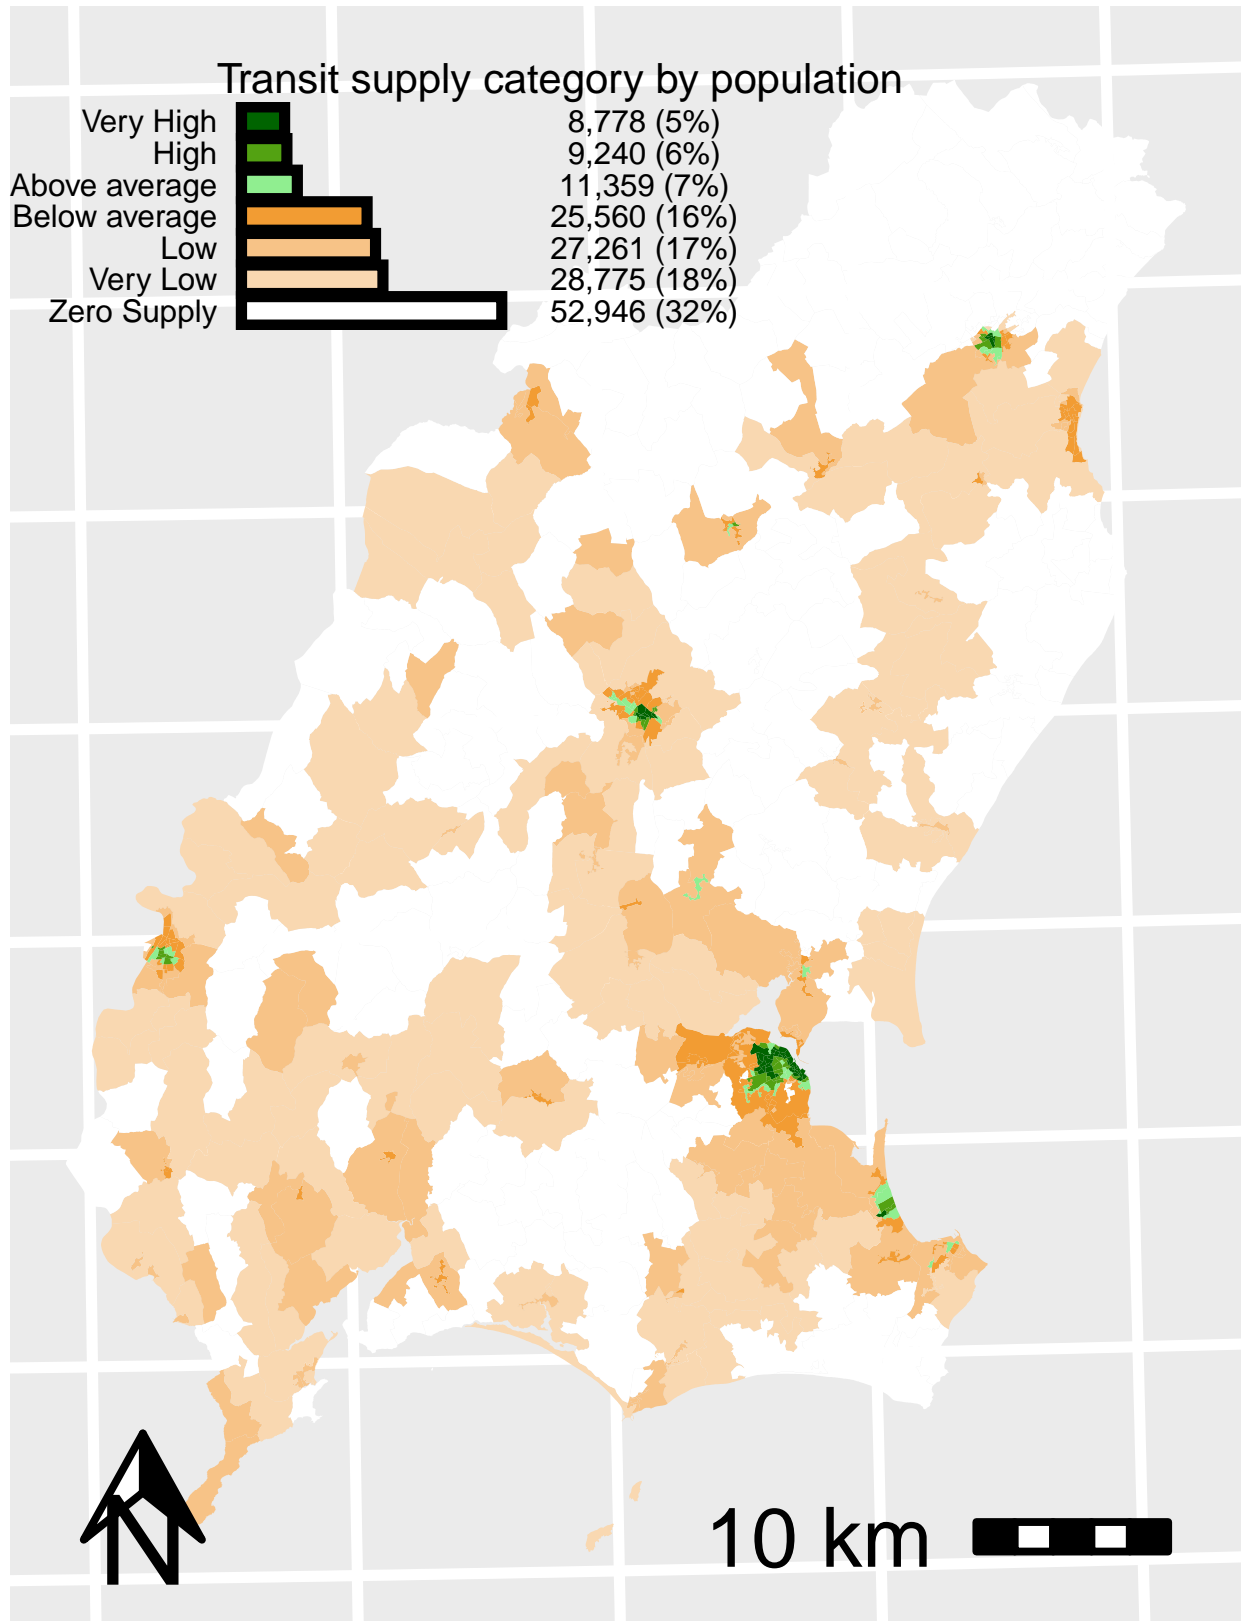 Transit supply category by population
Very High 8,778 (5%)
High 9,240 (6%)
Above average 11,359 (7%)
Below average 25,560 (16%)
Low 27,261 (17%)
Very Low 28,775 (18%)
Zero Supply 52,946 (32%)
N
10 km